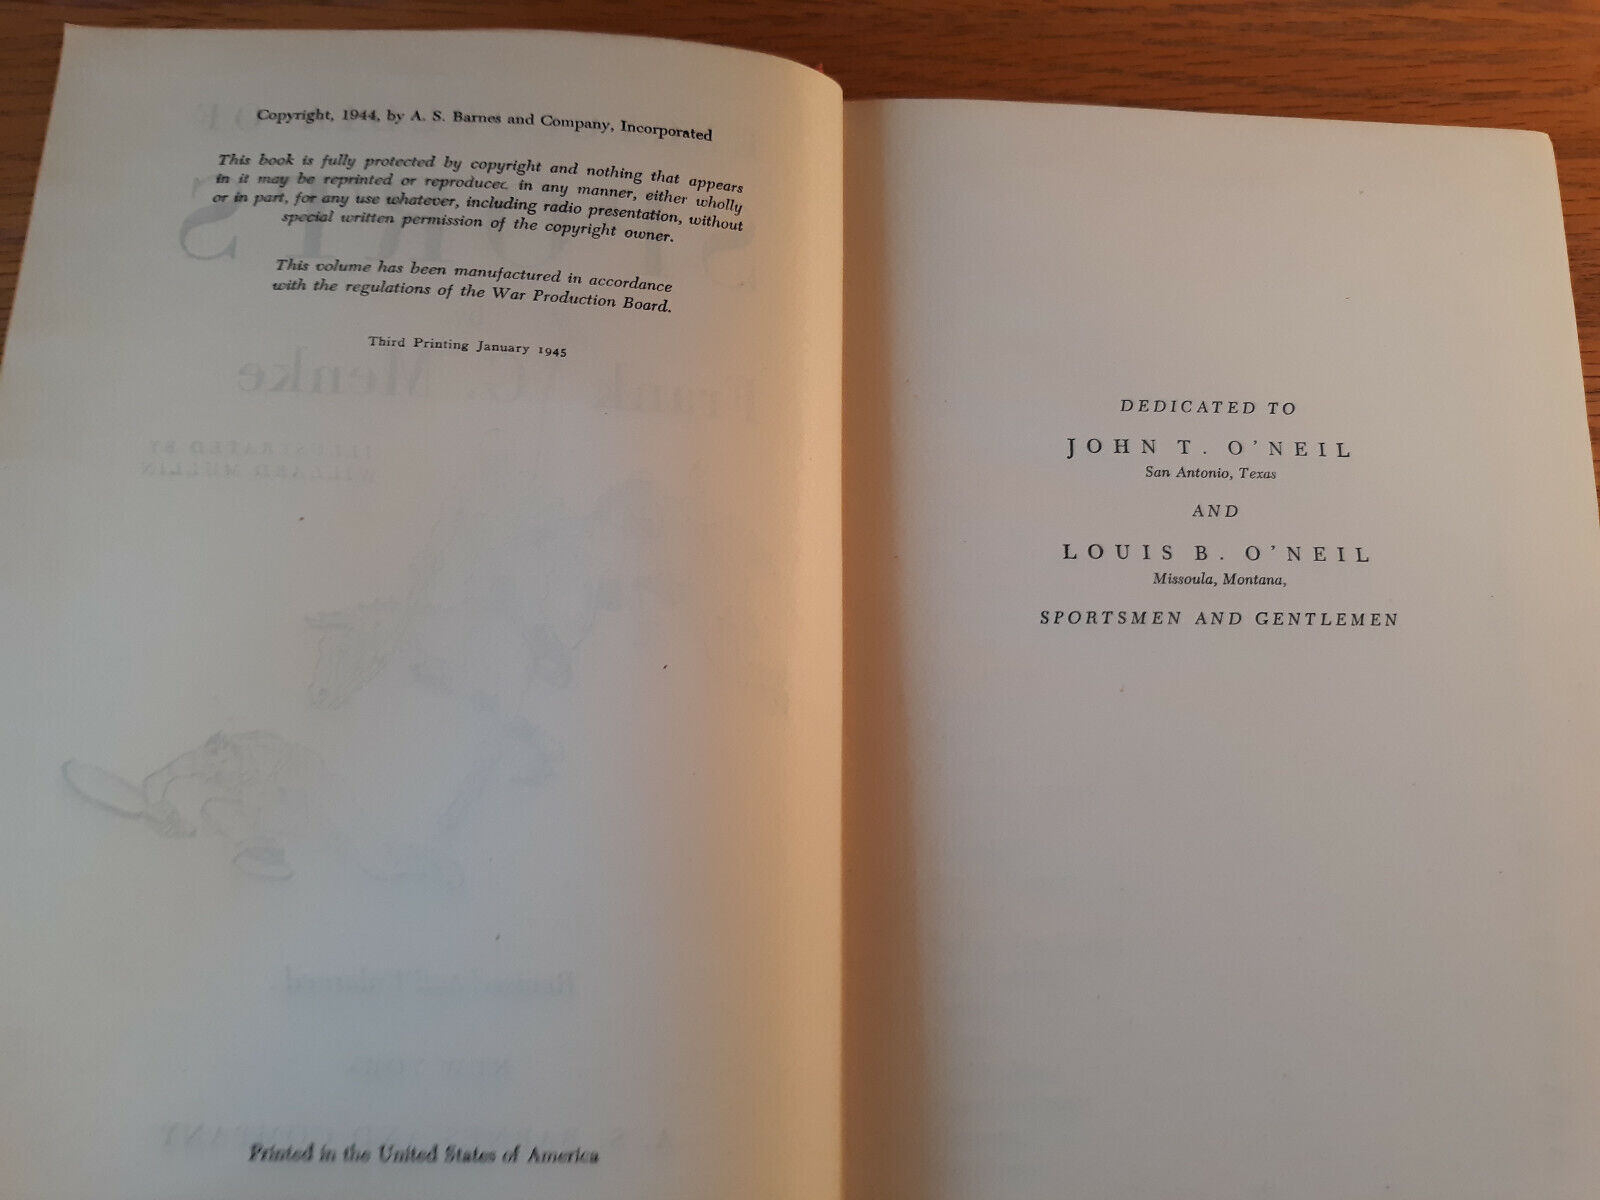 Copyright, 1944, by A. S. Barnes and Company, Incorporated
This book is fully protected by copyright and nothing that appears
in it may be reprinted or reproduced in any manner, either wholly
or in part, for any use whatever, including radio presentation, without
special written permission of the copyright owner.
This volume has been manufactured in accordance
with the regulations of the War Production Board.
Third Printing January 1945
Printed in the United States of America
DEDICATED TO
JOHN T. O'NEIL
San Antonio, Texas
AND
LOUIS B. O'NEIL
Missoula, Montana,
SPORTSMEN AND GENTLEMEN